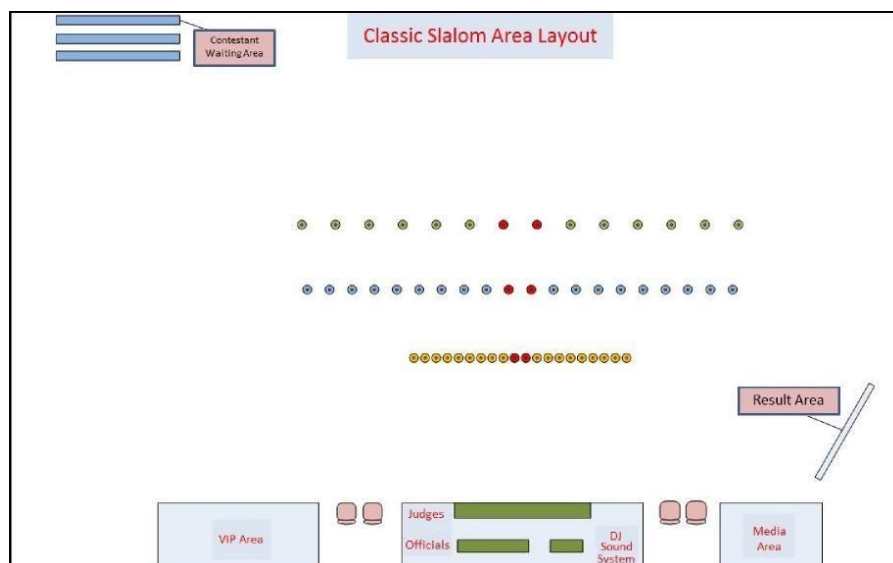 Classic Slalom Area Layout
Contestant
Waiting Area
Result Area
VIP Area
Judges
Officials
DJ
Sound
System
Media
Area